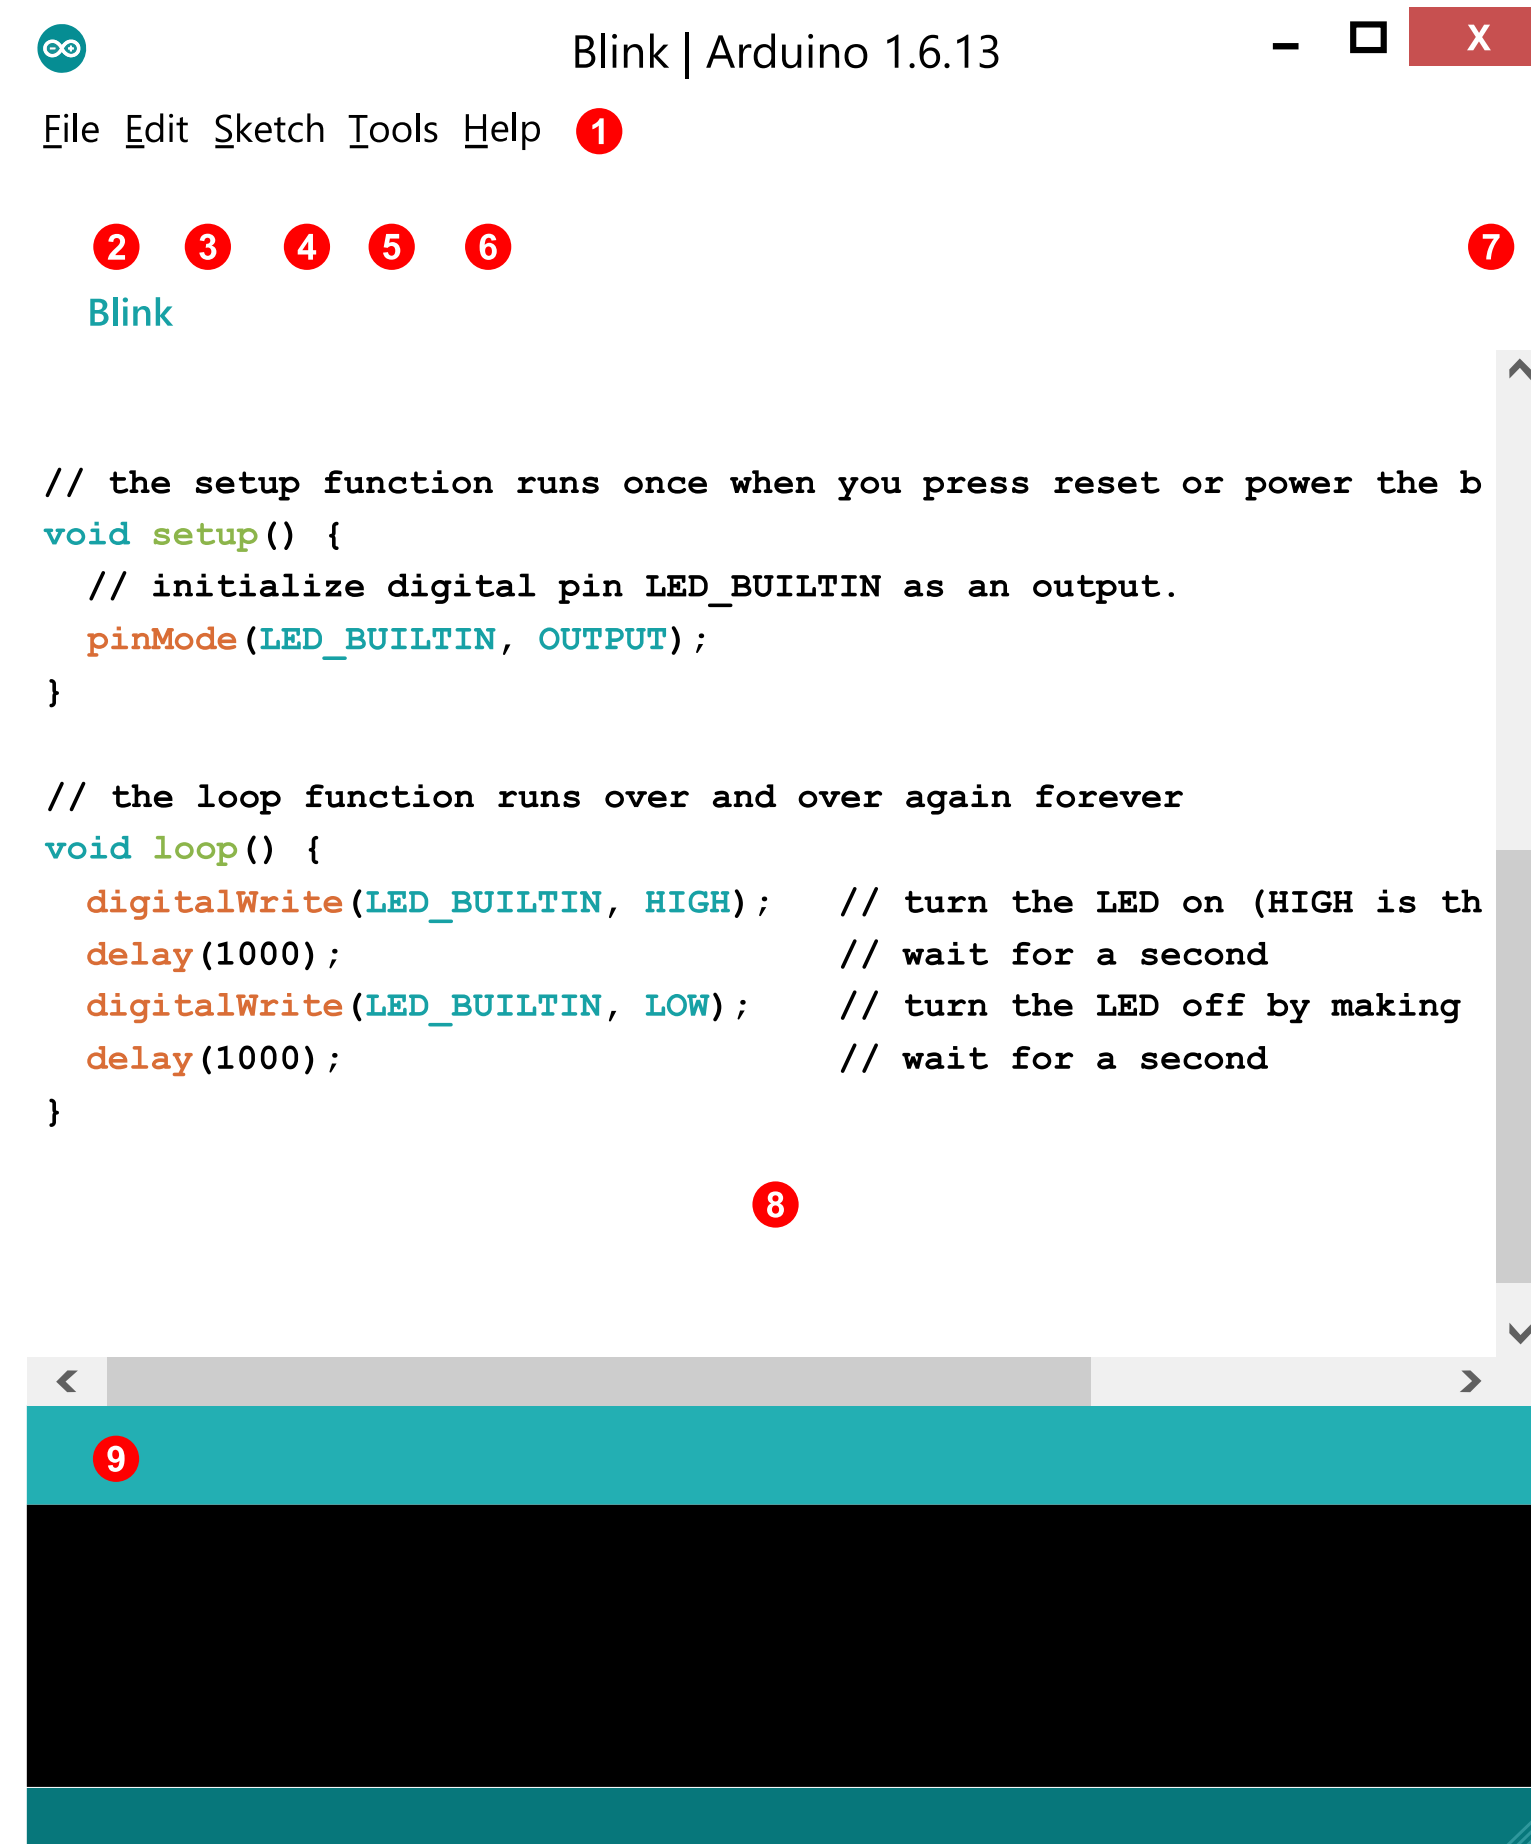 Blink | Arduino 1.6.13
X
File Edit Sketch Tools Help 1
2 3 4 5 6 7
Blink
// the setup function runs once when you press reset or power the b
void setup() {
  // initialize digital pin LED_BUILTIN as an output.
  pinMode(LED_BUILTIN, OUTPUT);
}
// the loop function runs over and over again forever
void loop() {
  digitalWrite(LED_BUILTIN, HIGH);   // turn the LED on (HIGH is th
  delay(1000);                       // wait for a second
  digitalWrite(LED_BUILTIN, LOW);    // turn the LED off by making
  delay(1000);                       // wait for a second
}
8
9